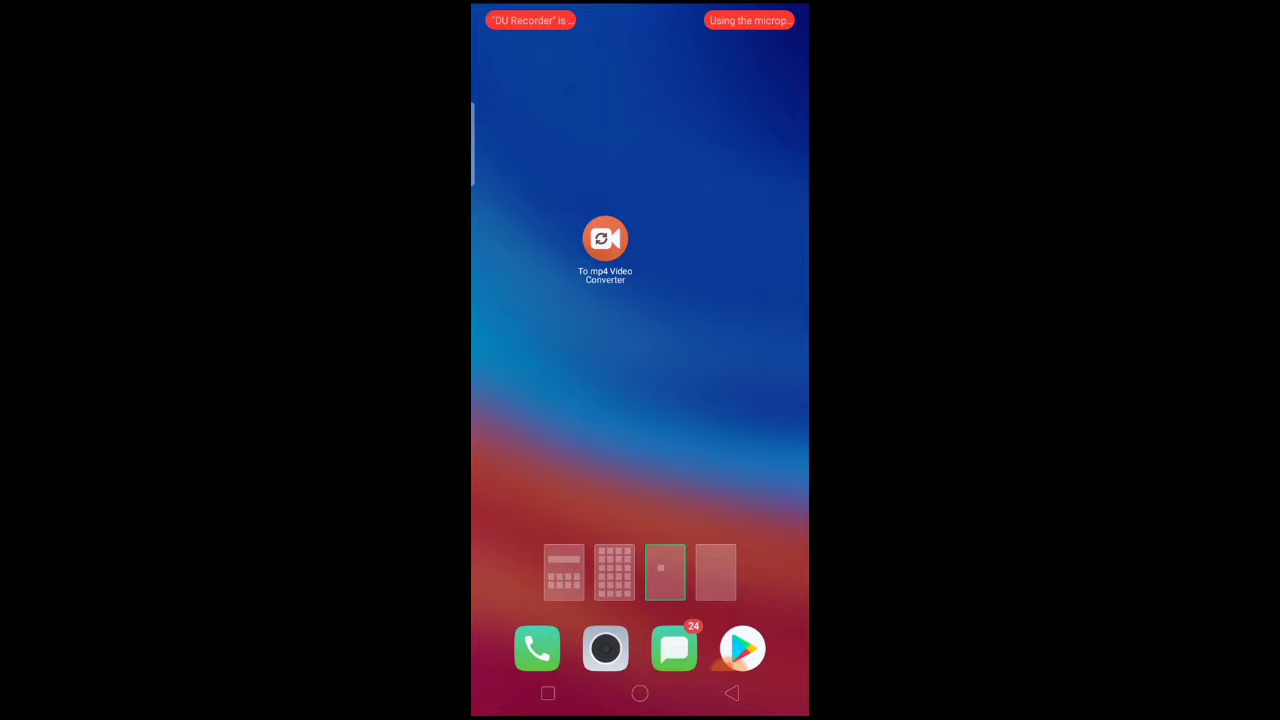 "DU Recorder" is ...
Using the microp...
To mp4 Video
Converter
24